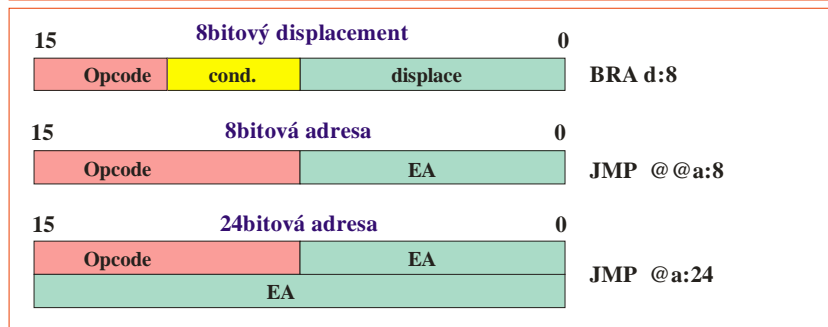 8bitový displacement
15 0
Opcode cond. displace BRA d:8
8bitová adresa
15 0
Opcode EA JMP @@a:8
24bitová adresa
15 0
Opcode EA
EA
JMP @a:24